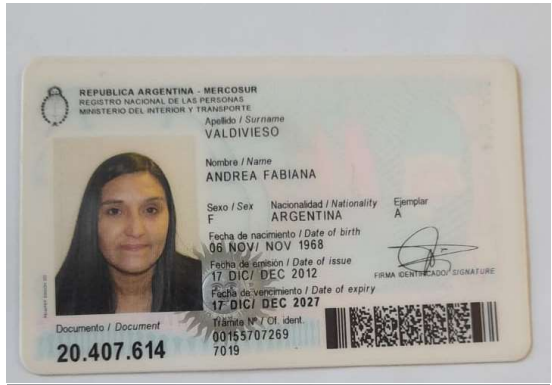 REPUBLICA ARGENTINA - MERCOSUR
REGISTRO NACIONAL DE LAS PERSONAS
MINISTERIO DEL INTERIOR Y TRANSPORTE
Apellido / Surname
VALDIVIESO
Nombre / Name
ANDREA FABIANA
Sexo / Sex Nacionalidad / Nationality Ejemplar
F ARGENTINA A
Fecha de nacimiento / Date of birth
06 NOV/ NOV 1968
Fecha de emisión / Date of issue
17 DIC/ DEC 2012
FIRMA IDENTIFICADO/ SIGNATURE
Fecha de vencimiento / Date of expiry
17 DIC/ DEC 2027
Documento / Document
20.407.614
Trámite N° / Of. ident.
00155707269
7019